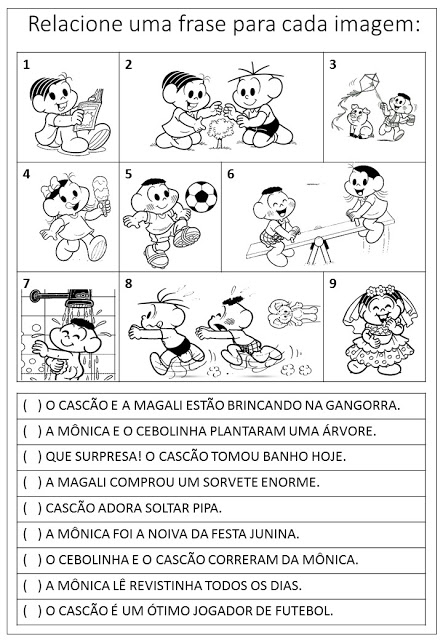 Relacione uma frase para cada imagem:
1
2
3
4
5
6
7
8
9
( ) O CASCÃO E A MAGALI ESTÃO BRINCANDO NA GANGORRA.
( ) A MÔNICA E O CEBOLINHA PLANTARAM UMA ÁRVORE.
( ) QUE SURPRESA! O CASCÃO TOMOU BANHO HOJE.
( ) A MAGALI COMPROU UM SORVETE ENORME.
( ) CASCÃO ADORA SOLTAR PIPA.
( ) A MÔNICA FOI A NOIVA DA FESTA JUNINA.
( ) O CEBOLINHA E O CASCÃO CORRERAM DA MÔNICA.
( ) A MÔNICA LÊ REVISTINHA TODOS OS DIAS.
( ) O CASCÃO É UM ÓTIMO JOGADOR DE FUTEBOL.